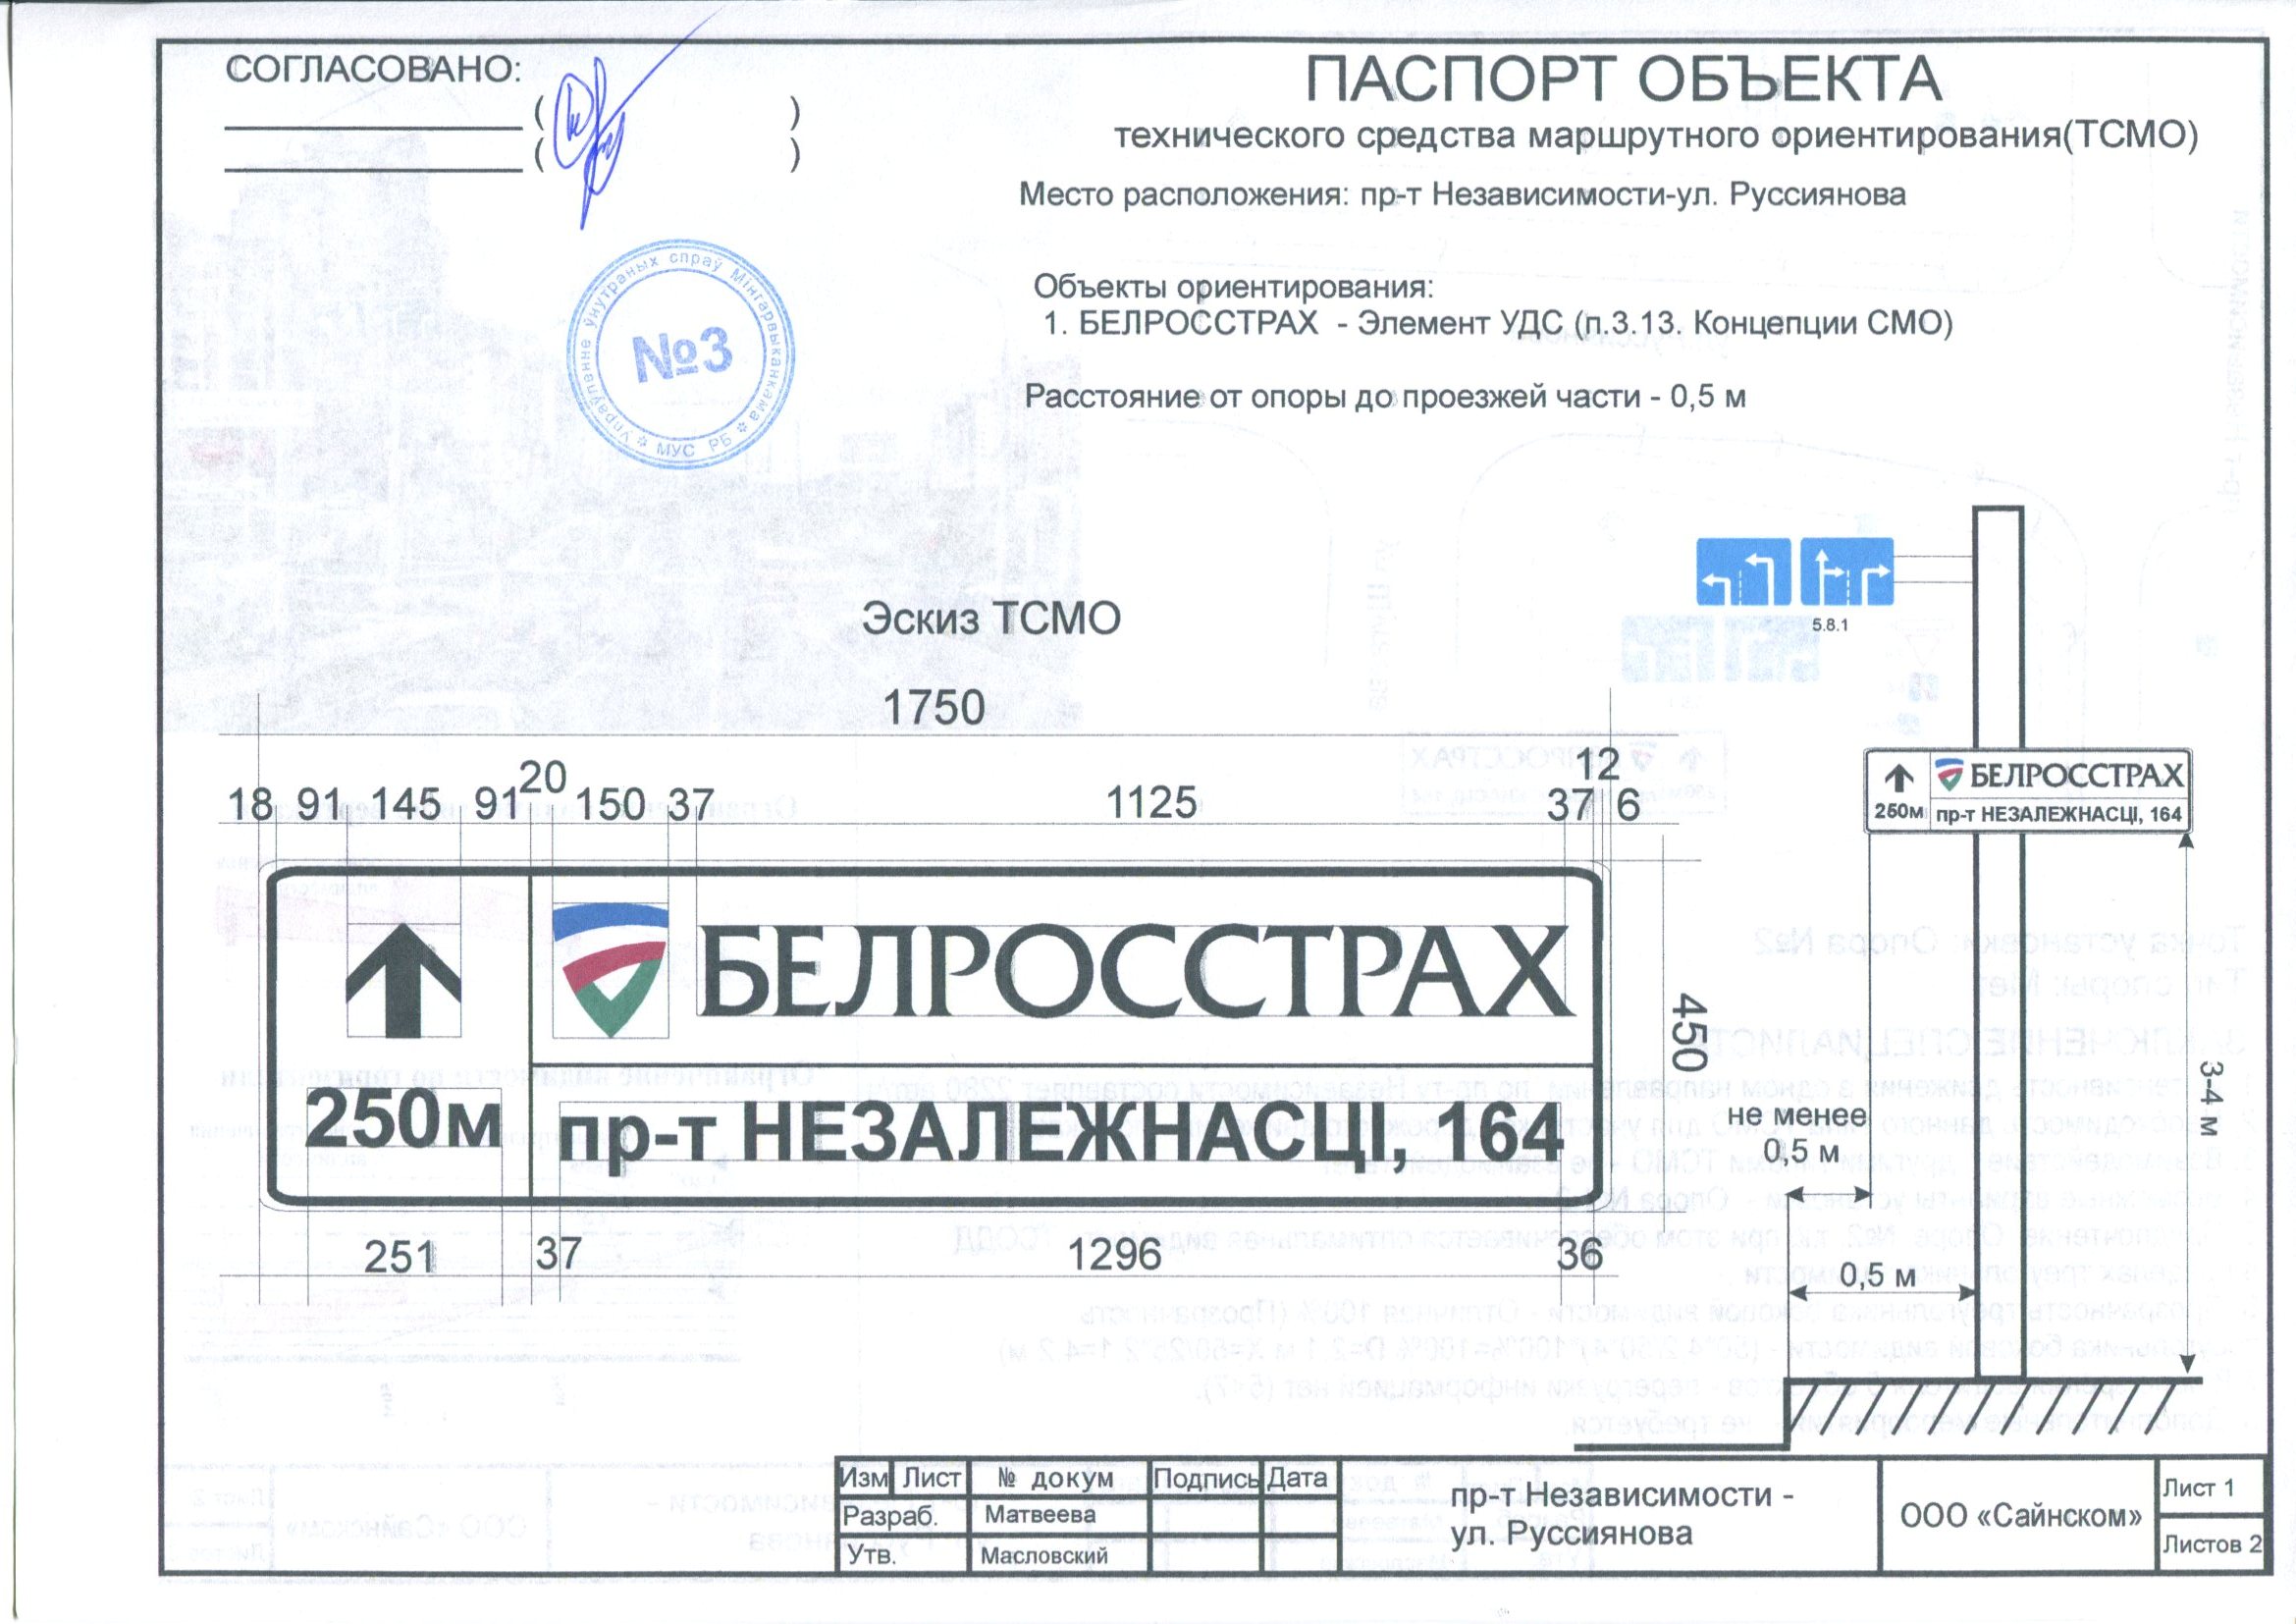 СОГЛАСОВАНО:
( )
( )
Упраўленне ўнутраных спраў Мінгарвыканкама
МУС РБ
№3
ПАСПОРТ ОБЪЕКТА
технического средства маршрутного ориентирования(ТСМО)
Место расположения: пр-т Независимости-ул. Руссиянова
Объекты ориентирования:
1. БЕЛРОССТРАХ - Элемент УДС (п.3.13. Концепции СМО)
Расстояние от опоры до проезжей части - 0,5 м
5.8.1
Эскиз ТСМО
1750
18 91 145 91 20 150 37 1125 37 12 6
БЕЛРОССТРАХ
250м
пр-т НЕЗАЛЕЖНАСЦІ, 164
450
251 37 1296 36
БЕЛРОССТРАХ
250м пр-т НЕЗАЛЕЖНАСЦІ, 164
3-4 м
не менее
0,5 м
0,5 м
Изм Лист № докум Подпись Дата
Разраб. Матвеева
Утв. Масловский
пр-т Независимости -
ул. Руссиянова
ООО «Сайнском»
Лист 1
Листов 2